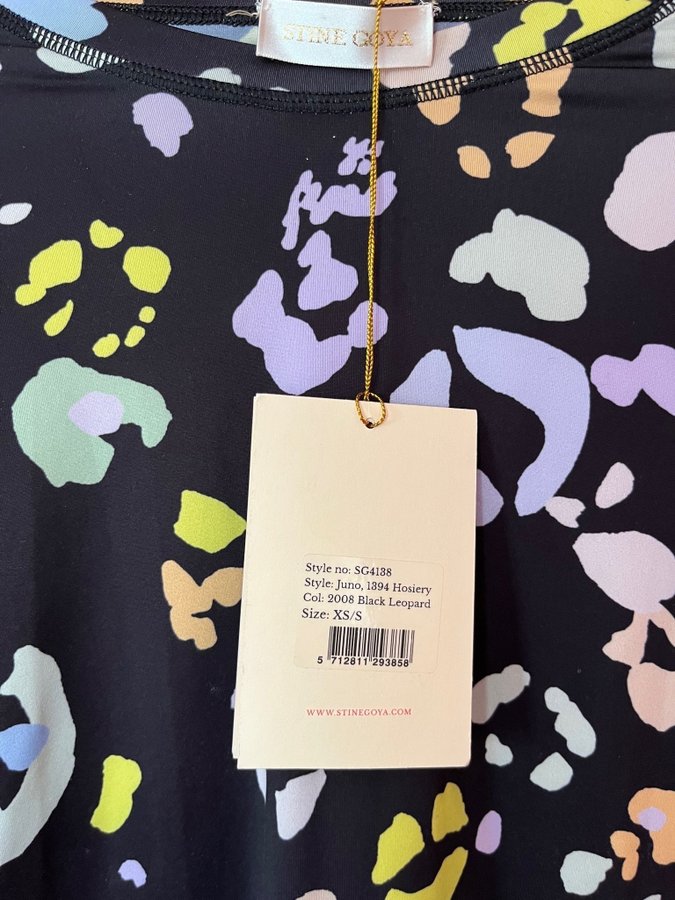 STINE GOYA
Style no: SG4138
Style: Juno, 1394 Hosiery
Col: 2008 Black Leopard
Size: XS/S
5 712811 293858
WWW.STINEGOYA.COM